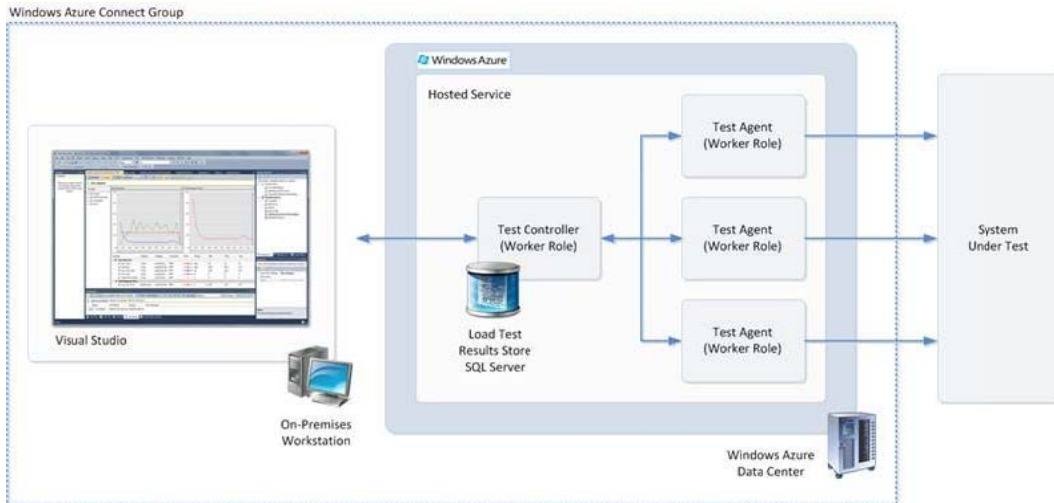 Windows Azure Connect Group
Windows Azure
Hosted Service
Test Agent
(Worker Role)
Test Controller
(Worker Role)
Test Agent
(Worker Role)
System
Under Test
Load Test
Results Store
SQL Server
Test Agent
(Worker Role)
Visual Studio
On-Premises
Workstation
Windows Azure
Data Center